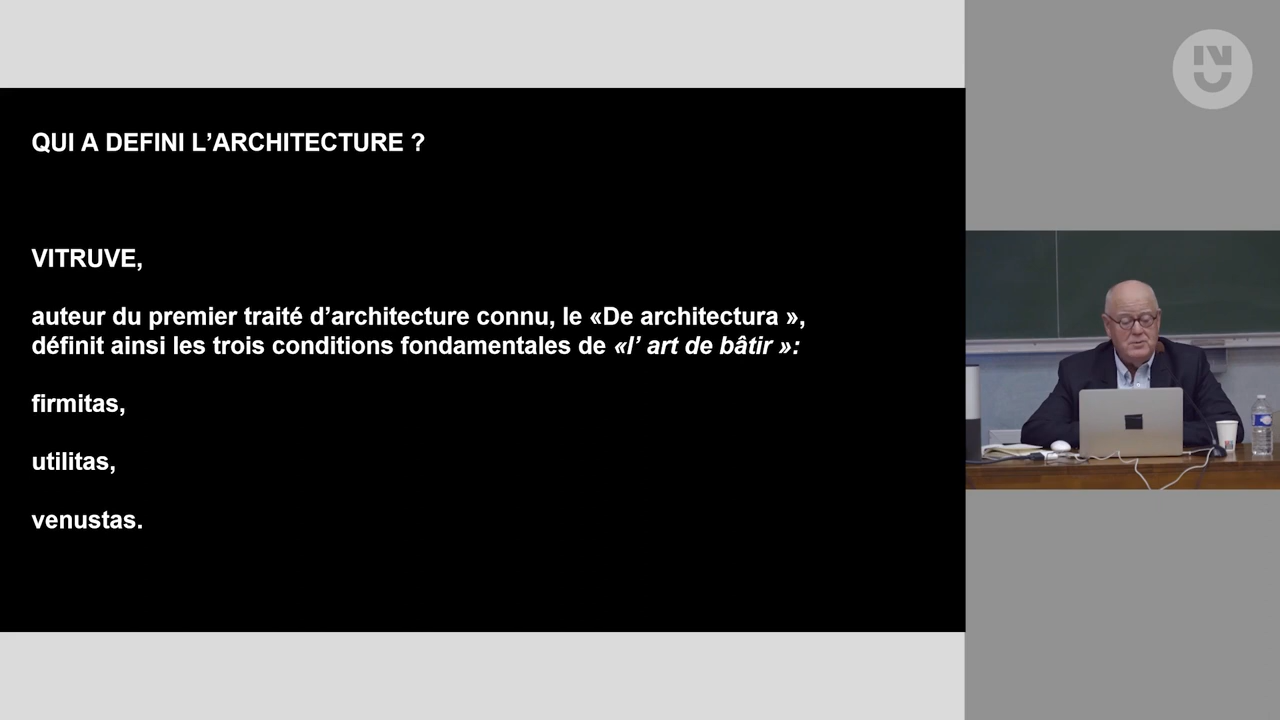 QUI A DEFINI L’ARCHITECTURE ?
VITRUVE,
auteur du premier traité d’architecture connu, le «De architectura »,
définit ainsi les trois conditions fondamentales de «l’ art de bâtir »:
firmitas,
utilitas,
venustas.